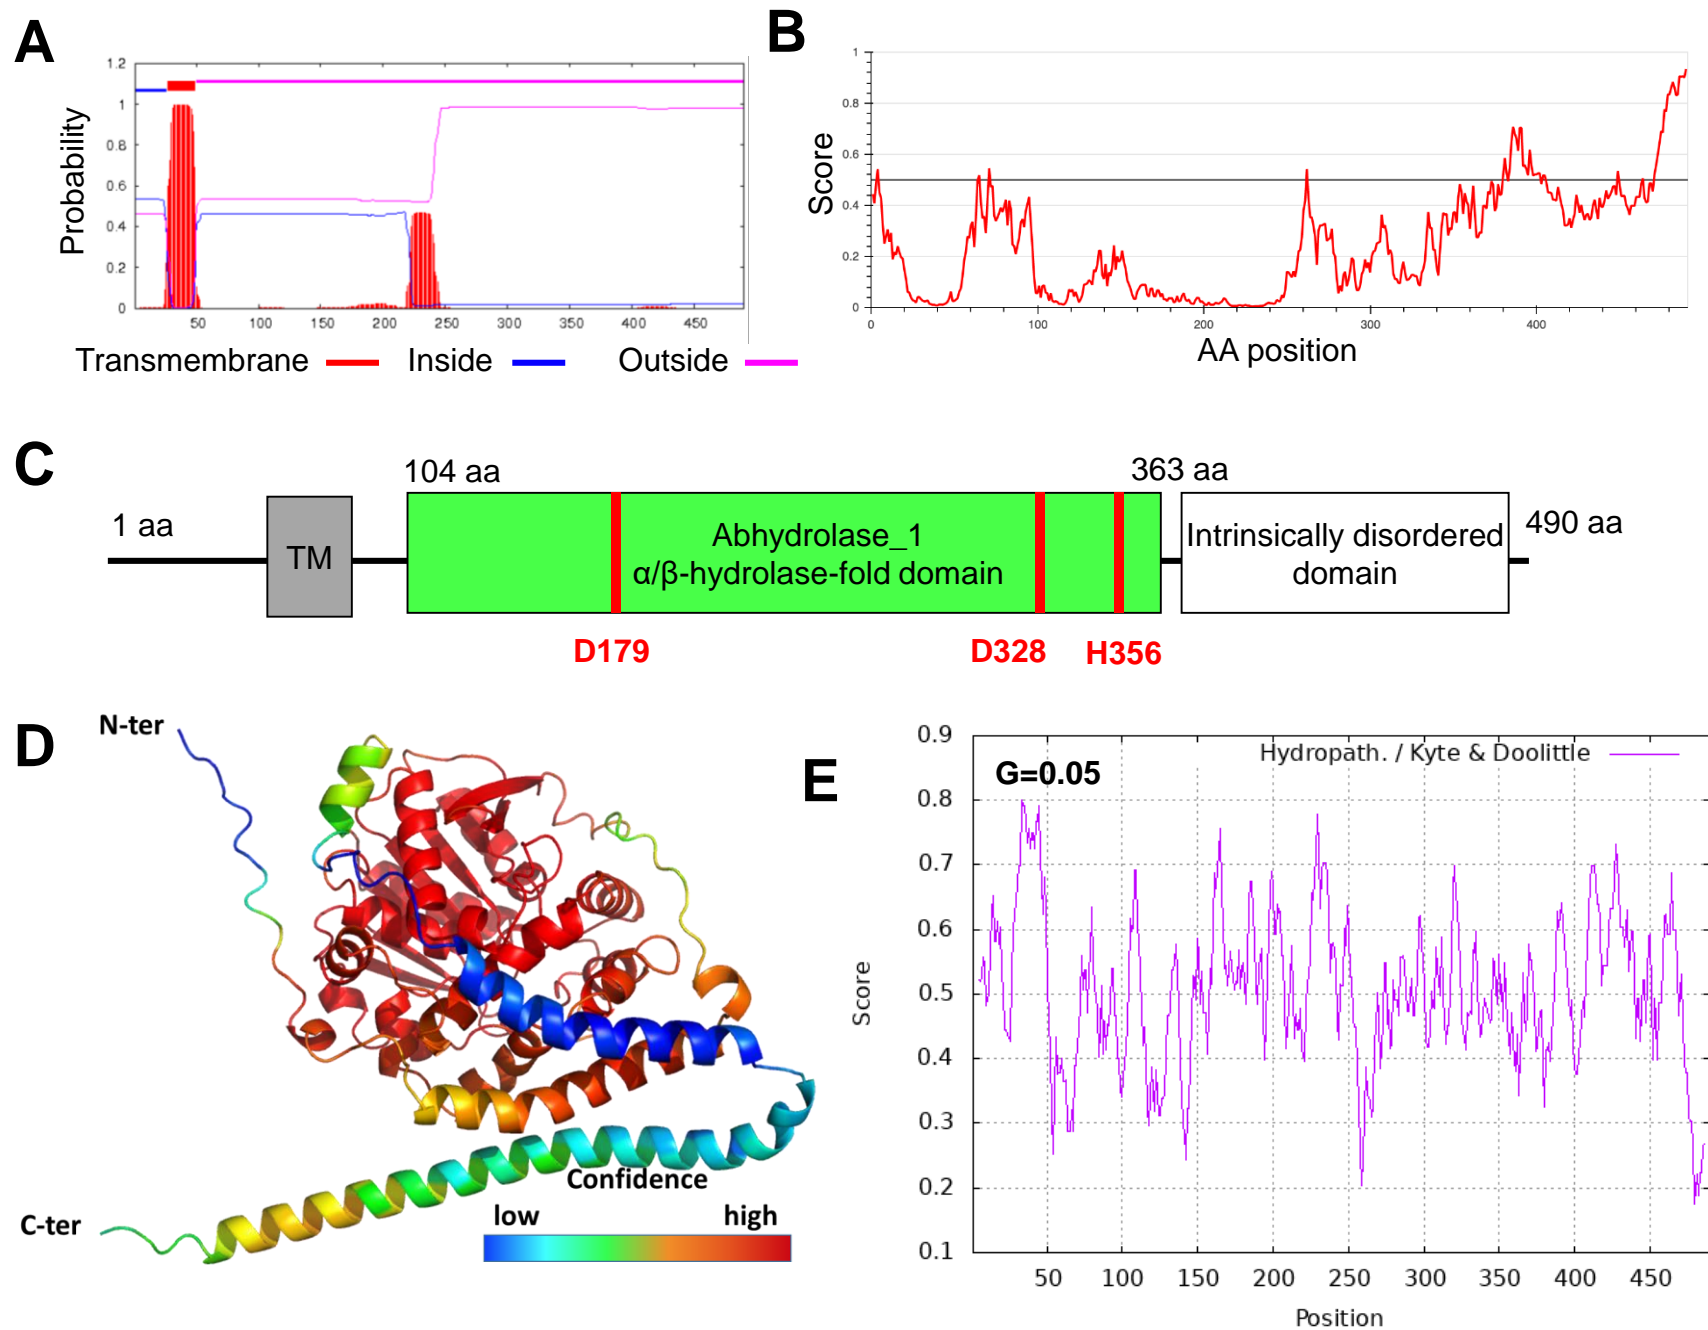 A
1.2
1
0.8
0.6
0.4
0.2
0
Probability
50 100 150 200 250 300 350 400 450
Transmembrane Inside Outside
B
1
0.8
0.6
0.4
0.2
0
Score
0 100 200 300 400
AA position
C
1 aa
TM
104 aa
363 aa
Abhydrolase_1
α/β-hydrolase-fold domain
Intrinsically disordered
domain
490 aa
D179
D328
H356
D
N-ter
C-ter
Confidence
low high
E
0.9
0.8
0.7
0.6
0.5
0.4
0.3
0.2
0.1
Score
G=0.05
Hydropath. / Kyte & Doolittle
50 100 150 200 250 300 350 400 450
Position